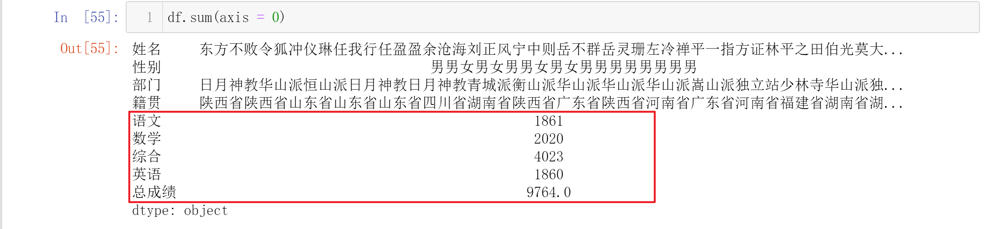 In [55]: 1 df.sum(axis = 0)
Out[55]: 姓名 东方不败令狐冲仪琳任我行任盈盈余沧海刘正风宁中则岳不群岳灵珊左冷禅平一指方证林平之田伯光莫大...
性别 男男女男女男男女男女男男男男男男男男
部门 日月神教华山派恒山派日月神教日月神教青城派衡山派华山派华山派华山派嵩山派独立站少林寺华山派独...
籍贯 陕西省陕西省山东省山东省山东省四川省湖南省陕西省广东省陕西省河南省广东省河南省福建省湖南省湖...
语文 1861
数学 2020
综合 4023
英语 1860
总成绩 9764.0
dtype: object